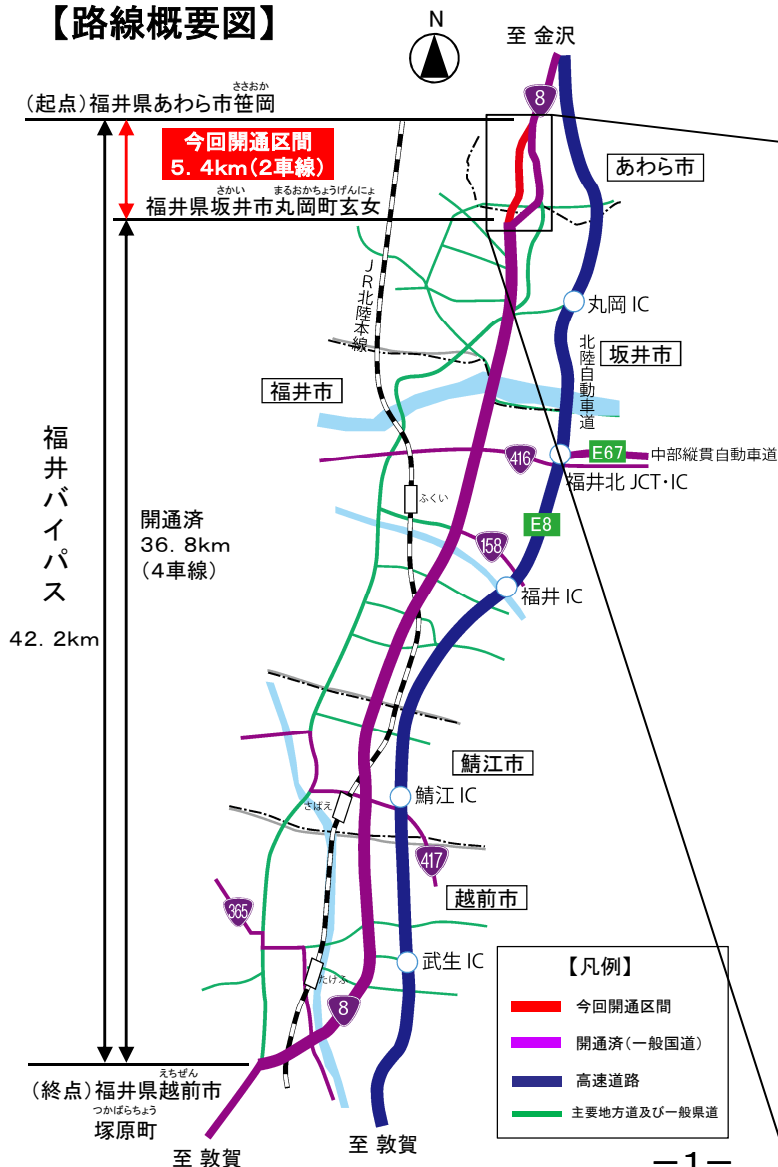 【路線概要図】
N
至 金沢
8
ささおか
(起点)福井県あわら市笹岡
今回開通区間
5.4km(2車線)
あわら市
さかい まるおかちょうげんにょ
福井県坂井市丸岡町玄女
JR北陸本線
丸岡 IC
北陸自動車道
坂井市
福井市
416
E67
中部縦貫自動車道
福井北 JCT・IC
ふくい
E8
158
福井 IC
福井バイパス
42.2km
開通済
36.8km
(4車線)
鯖江市
さばえ
鯖江 IC
417
越前市
365
武生 IC
たけふ
8
えちぜん
(終点)福井県越前市
つかばらちょう
塚原町
至 敦賀
至 敦賀
【凡例】
今回開通区間
開通済(一般国道)
高速道路
主要地方道及び一般県道
-1-